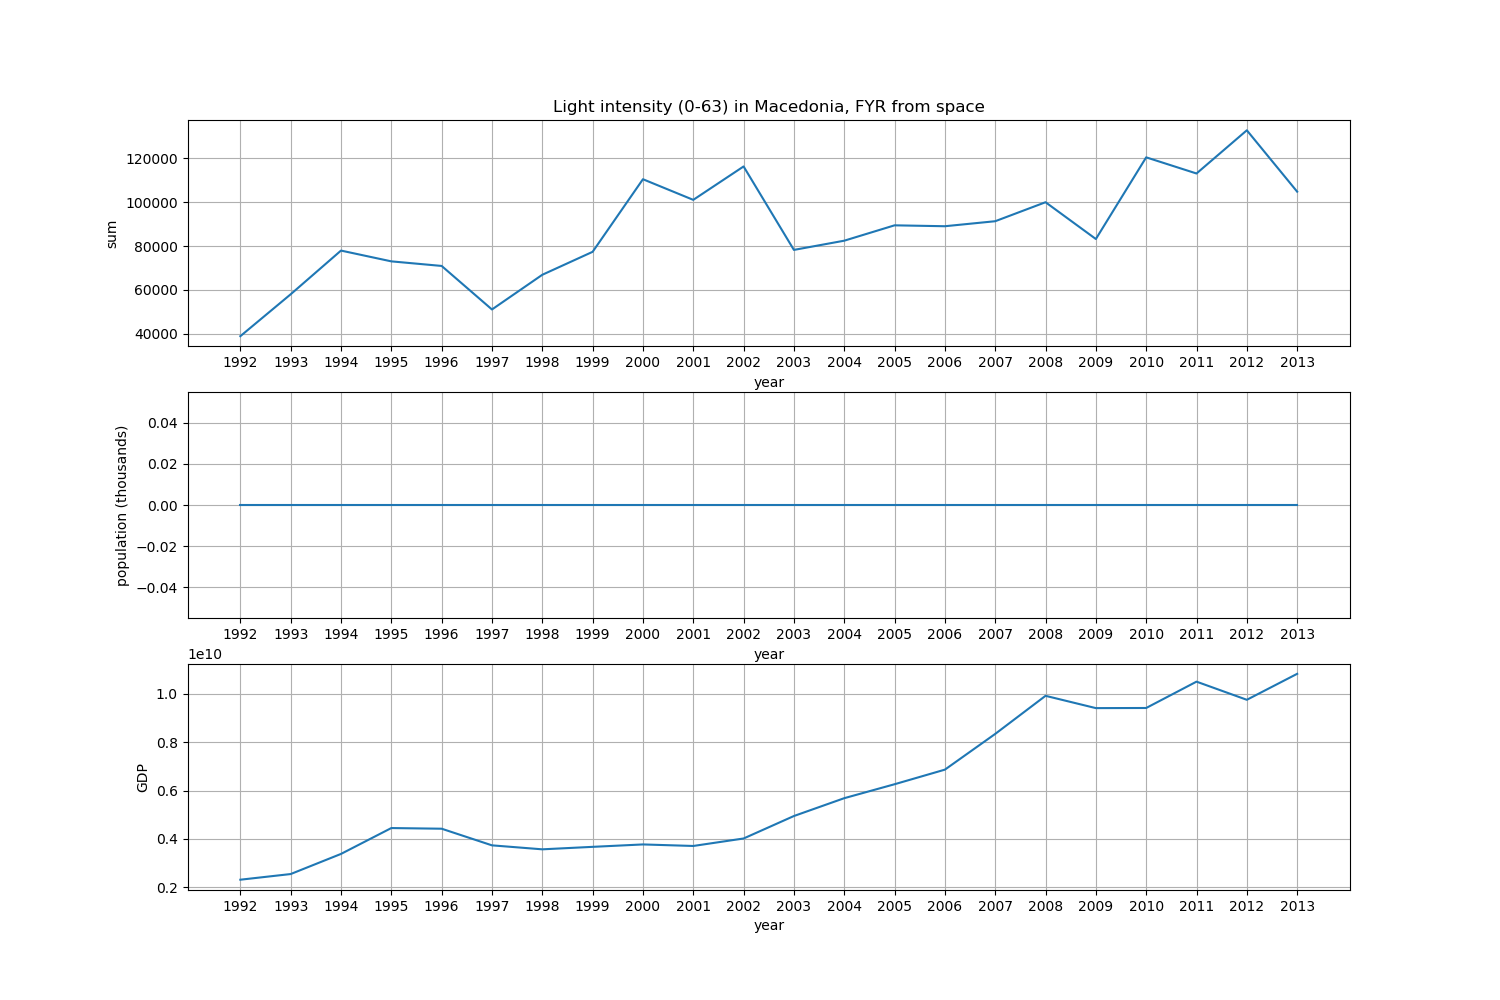 Light intensity (0-63) in Macedonia, FYR from space
120000
100000
80000
60000
40000
sum
1992 1993 1994 1995 1996 1997 1998 1999 2000 2001 2002 2003 2004 2005 2006 2007 2008 2009 2010 2011 2012 2013
year
0.04
0.02
0.00
−0.02
−0.04
population (thousands)
1992 1993 1994 1995 1996 1997 1998 1999 2000 2001 2002 2003 2004 2005 2006 2007 2008 2009 2010 2011 2012 2013
year
1e10
1.0
0.8
0.6
0.4
0.2
GDP
1992 1993 1994 1995 1996 1997 1998 1999 2000 2001 2002 2003 2004 2005 2006 2007 2008 2009 2010 2011 2012 2013
year